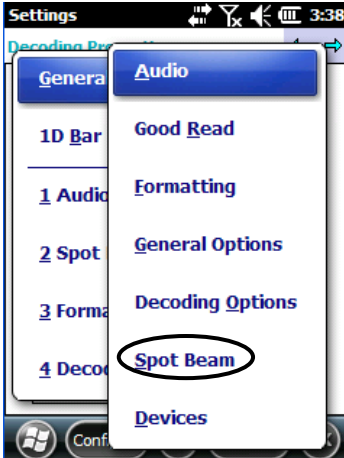 Settings 3:38
Decoding Pro
Genera
1D Bar
1 Audio
2 Spot
3 Forma
4 Decod
Audio
Good Read
Formatting
General Options
Decoding Options
Spot Beam
Devices
Conf